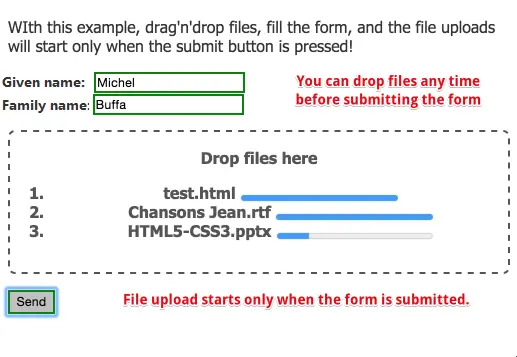 WIth this example, drag'n'drop files, fill the form, and the file uploads
will start only when the submit button is pressed!
Given name: Michel
You can drop files any time
Family name: Buffa
before submitting the form
Drop files here
1. test.html
2. Chansons Jean.rtf
3. HTML5-CSS3.pptx
Send
File upload starts only when the form is submitted.